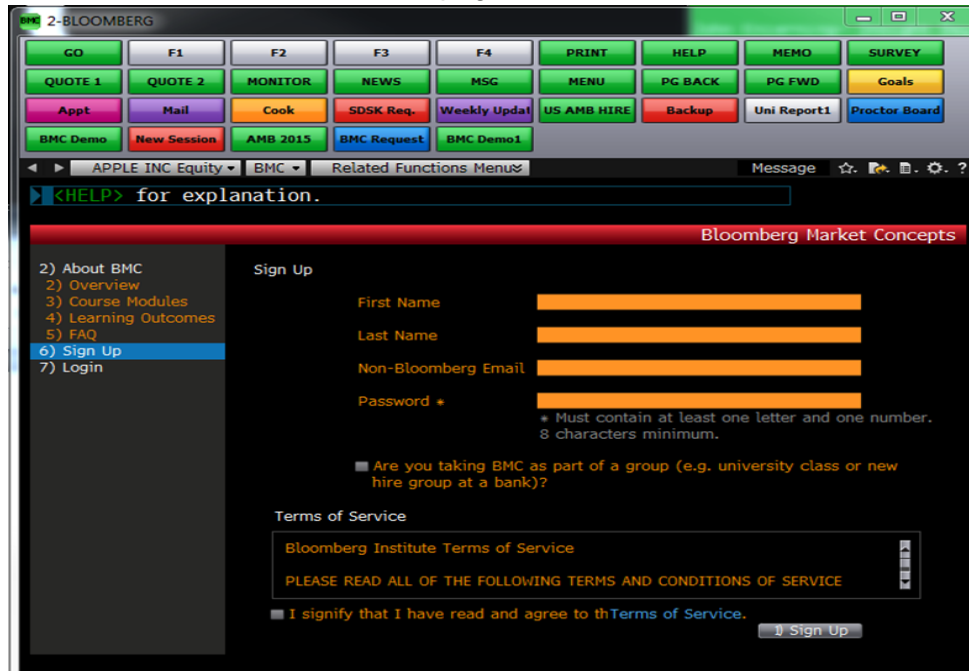 BMC 2-BLOOMBERG
GO F1 F2 F3 F4 PRINT HELP MEMO SURVEY
QUOTE 1 QUOTE 2 MONITOR NEWS MSG MENU PG BACK PG FWD Goals
Appt Mail Cook SDSK Req. Weekly Updat US AMB HIRE Backup Uni Report1 Proctor Board
BMC Demo New Session AMB 2015 BMC Request BMC Demo1
APPLE INC Equity BMC Related Functions Menu Message ?
<HELP> for explanation.
Bloomberg Market Concepts
2) About BMC
2) Overview
3) Course Modules
4) Learning Outcomes
5) FAQ
6) Sign Up
7) Login
Sign Up
First Name
Last Name
Non-Bloomberg Email
Password *
* Must contain at least one letter and one number.
8 characters minimum.
Are you taking BMC as part of a group (e.g. university class or new
hire group at a bank)?
Terms of Service
Bloomberg Institute Terms of Service
PLEASE READ ALL OF THE FOLLOWING TERMS AND CONDITIONS OF SERVICE
I signify that I have read and agree to thTerms of Service.
1) Sign Up